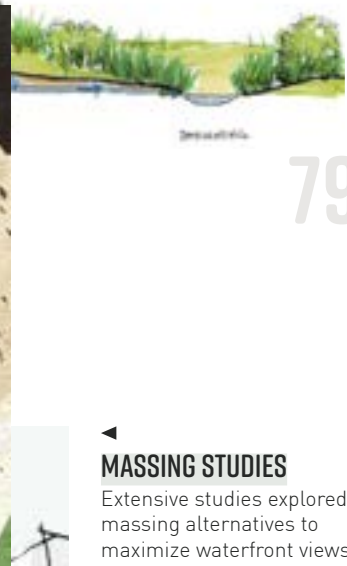 79
MASSING STUDIES
Extensive studies explored
massing alternatives to
maximize waterfront views